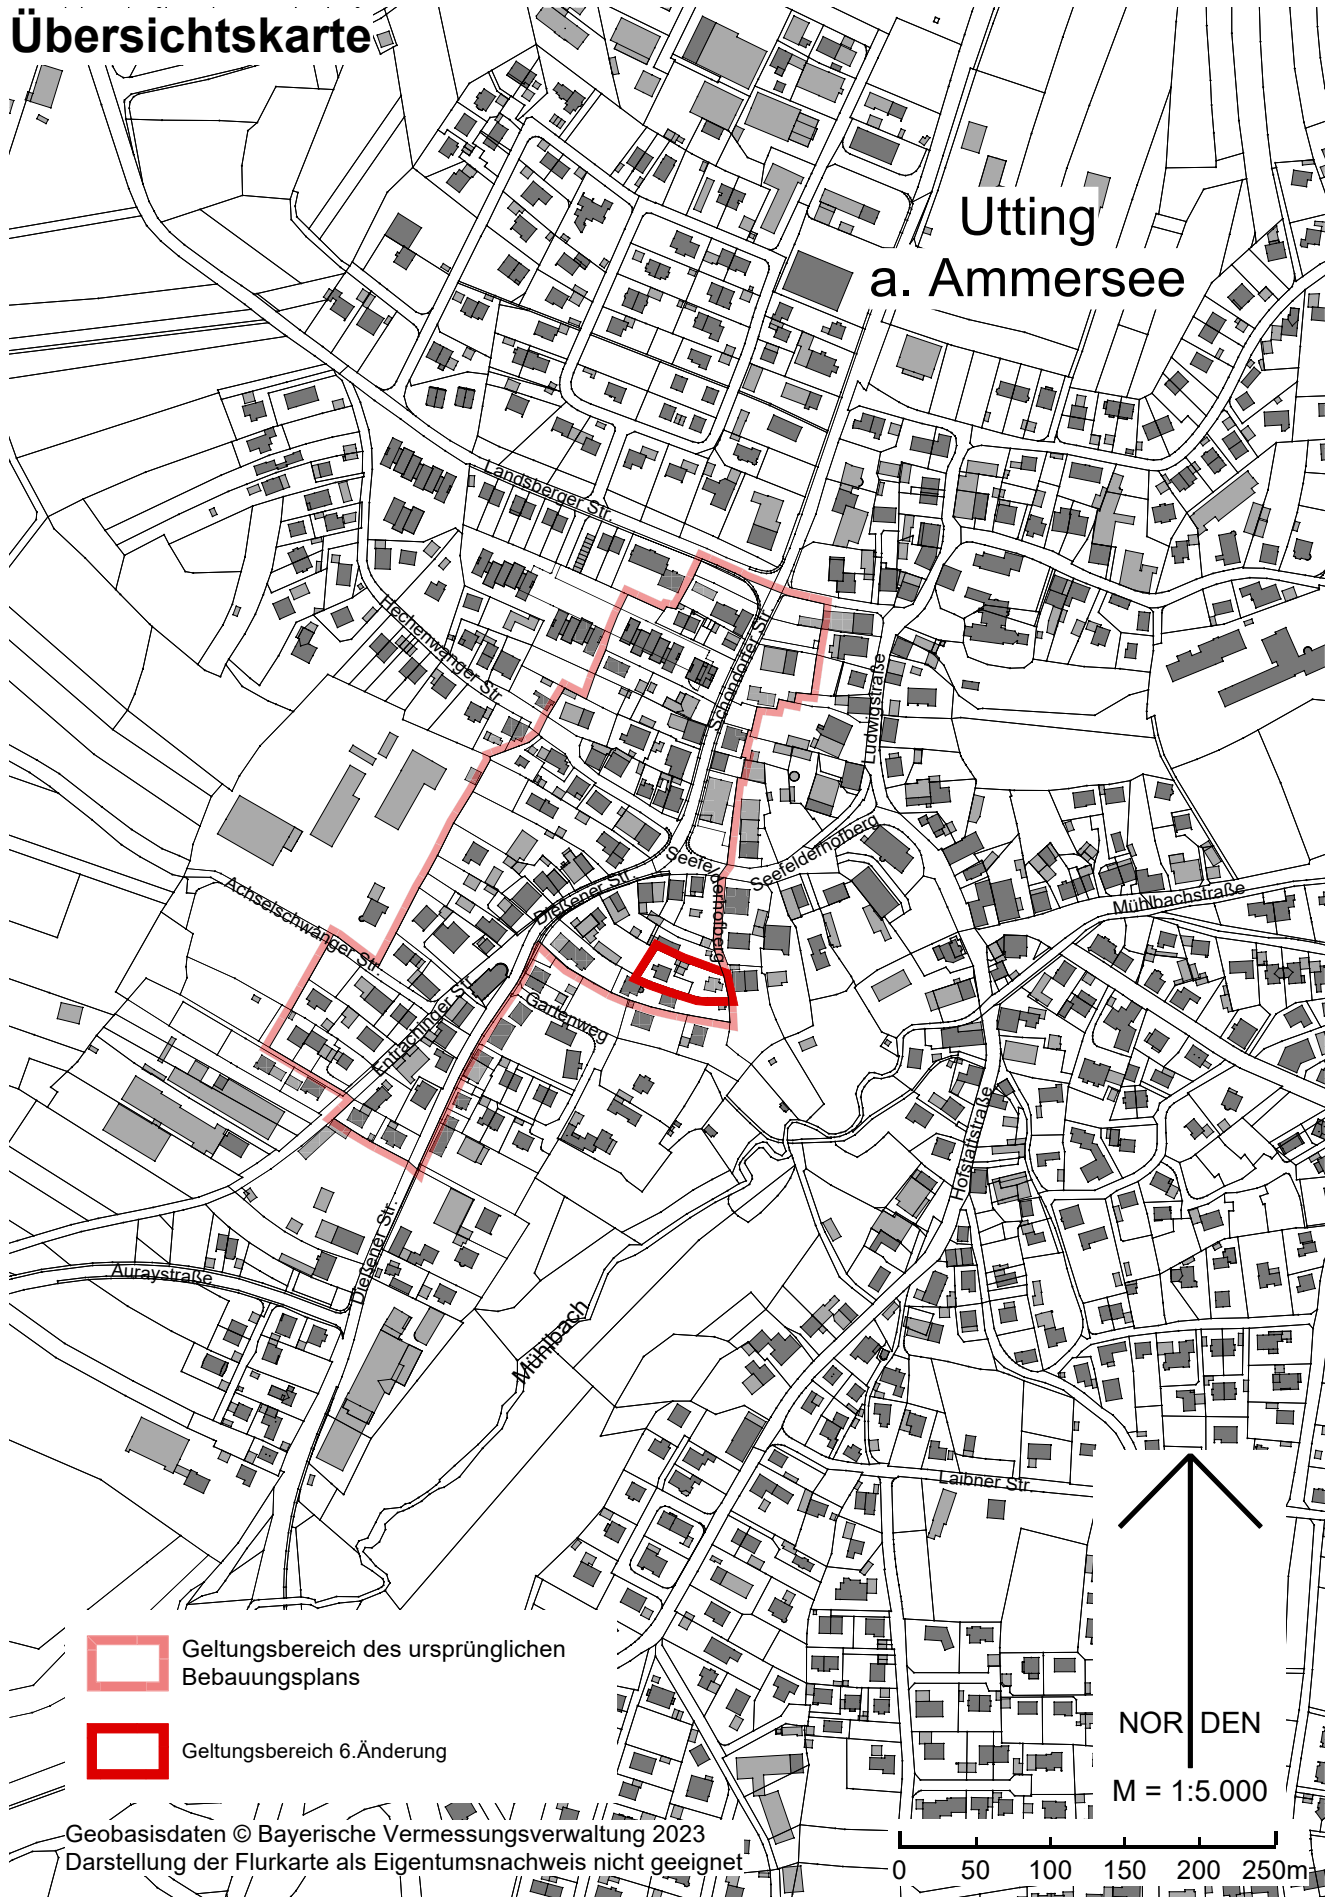 Übersichtskarte
Utting
a. Ammersee
Landsberger Str.
Hechenwanger Str.
Schondorfer Str.
Ludwigstraße
Seefelderhofberg
Seefelderhofberg
Dießener Str.
Mühlbachstraße
Achselschwanger Str.
Entrachinger Str.
Gartenweg
Hofstattstraße
Dießener Str.
Auraystraße
Mühlbach
Laibner Str.
Geltungsbereich des ursprünglichen
Bebauungsplans
Geltungsbereich 6.Änderung
NORDEN
M = 1:5.000
Geobasisdaten © Bayerische Vermessungsverwaltung 2023
Darstellung der Flurkarte als Eigentumsnachweis nicht geeignet
0 50 100 150 200 250m